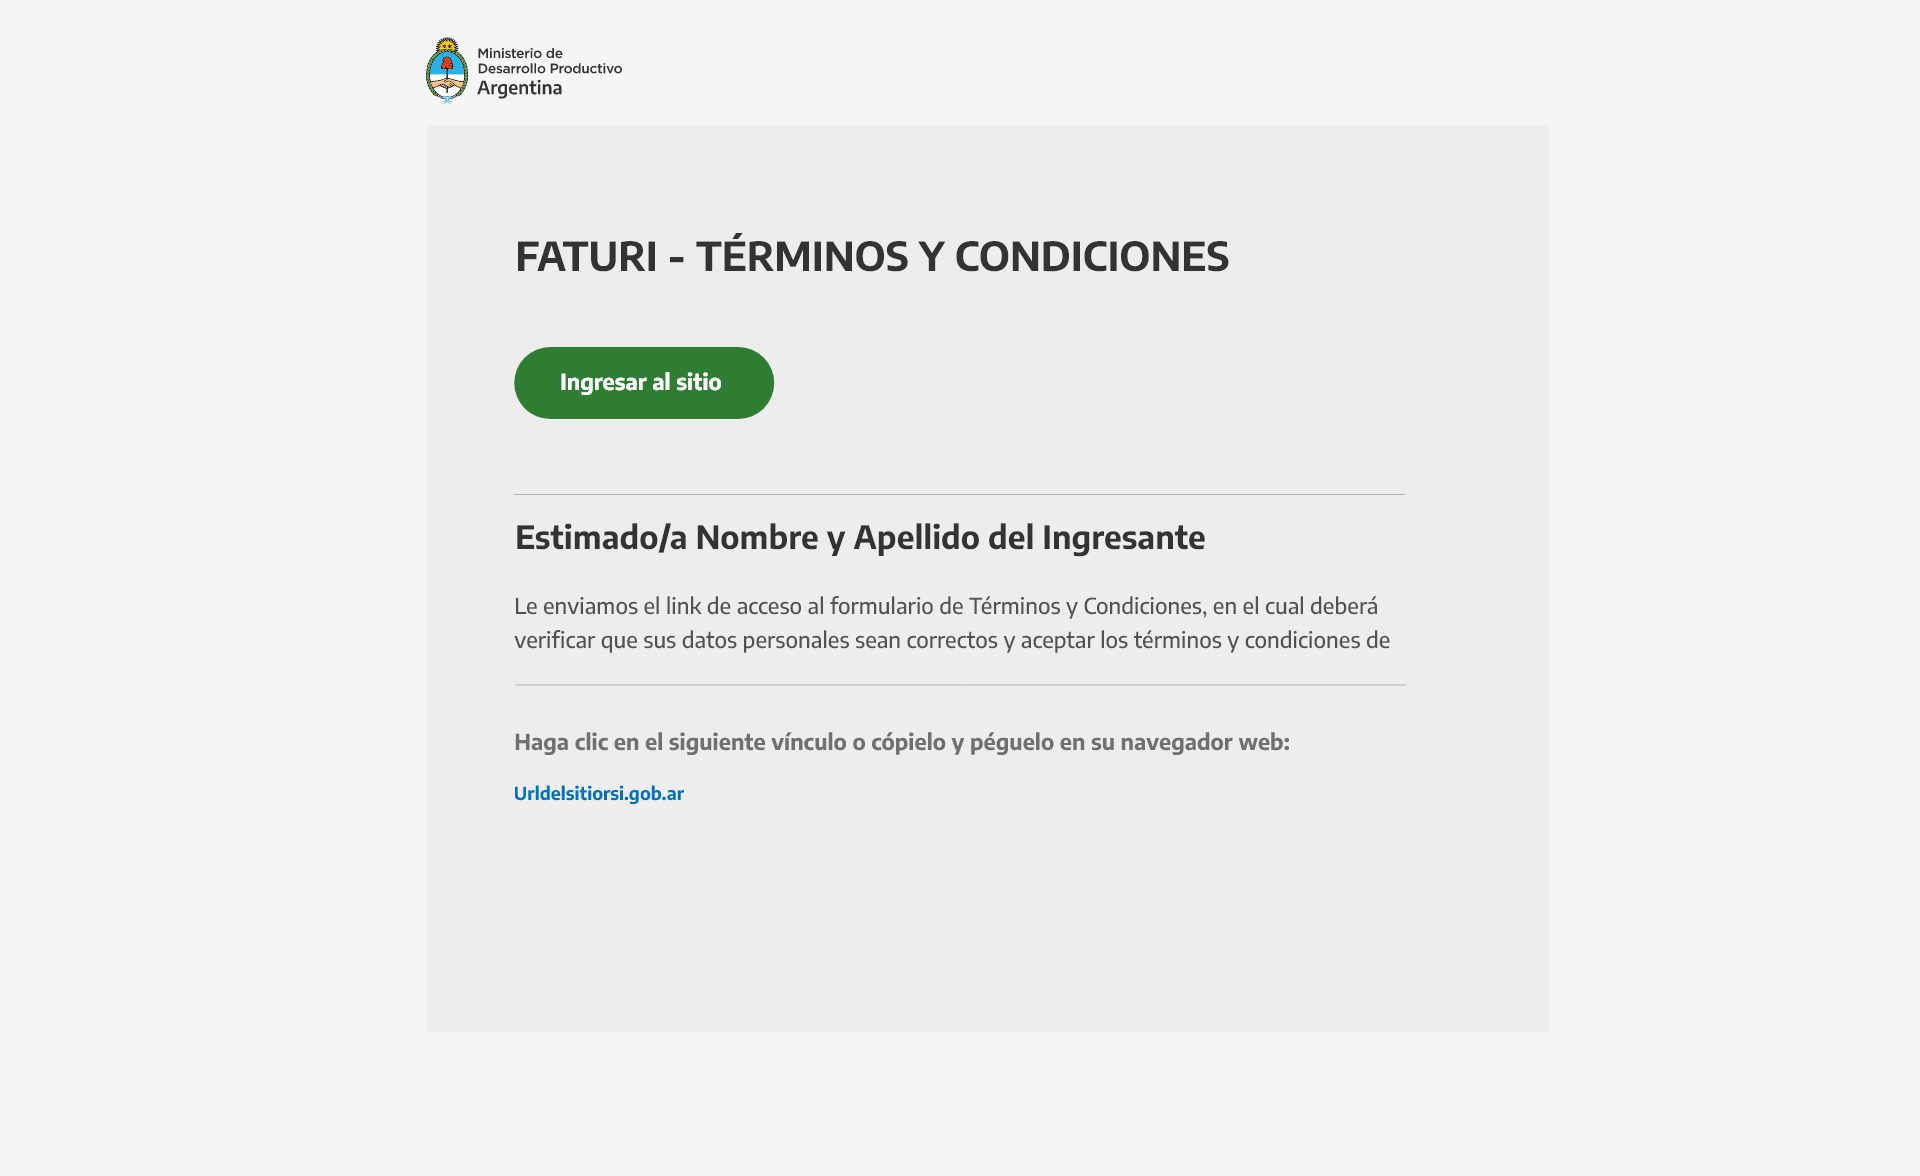 Ministerio de
Desarrollo Productivo
Argentina
FATURI - TÉRMINOS Y CONDICIONES
Ingresar al sitio
Estimado/a Nombre y Apellido del Ingresante
Le enviamos el link de acceso al formulario de Términos y Condiciones, en el cual deberá
verificar que sus datos personales sean correctos y aceptar los términos y condiciones de
Haga clic en el siguiente vínculo o cópielo y péguelo en su navegador web:
Urldelsitiorsi.gob.ar